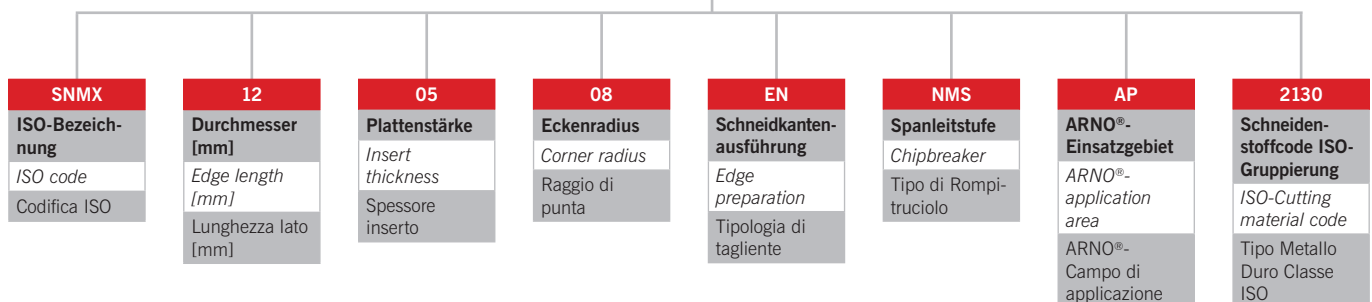 SNMX
ISO-Bezeich-
nung
ISO code
Codifica ISO
12
Durchmesser
[mm]
Edge length
[mm]
Lunghezza lato
[mm]
05
Plattenstärke
Insert
thickness
Spessore
inserto
08
Eckenradius
Corner radius
Raggio di
punta
EN
Schneidkanten-
ausführung
Edge
preparation
Tipologia di
tagliente
NMS
Spanleitstufe
Chipbreaker
Tipo di Rompi-
truciolo
AP
ARNO®-
Einsatzgebiet
ARNO®-
application
area
ARNO®-
Campo di
applicazione
2130
Schneiden-
stoffcode ISO-
Gruppierung
ISO-Cutting
material code
Tipo Metallo
Duro Classe
ISO